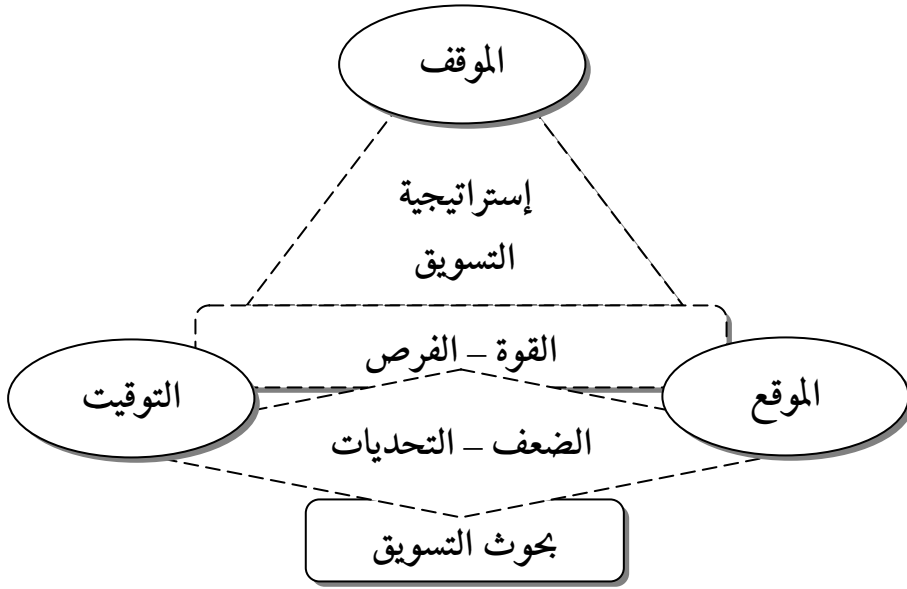 الموقف
إستراتيجية
التسويق
القوة – الفرص
الموقع
التوقيت
الضعف – التحديات
بحوث التسويق